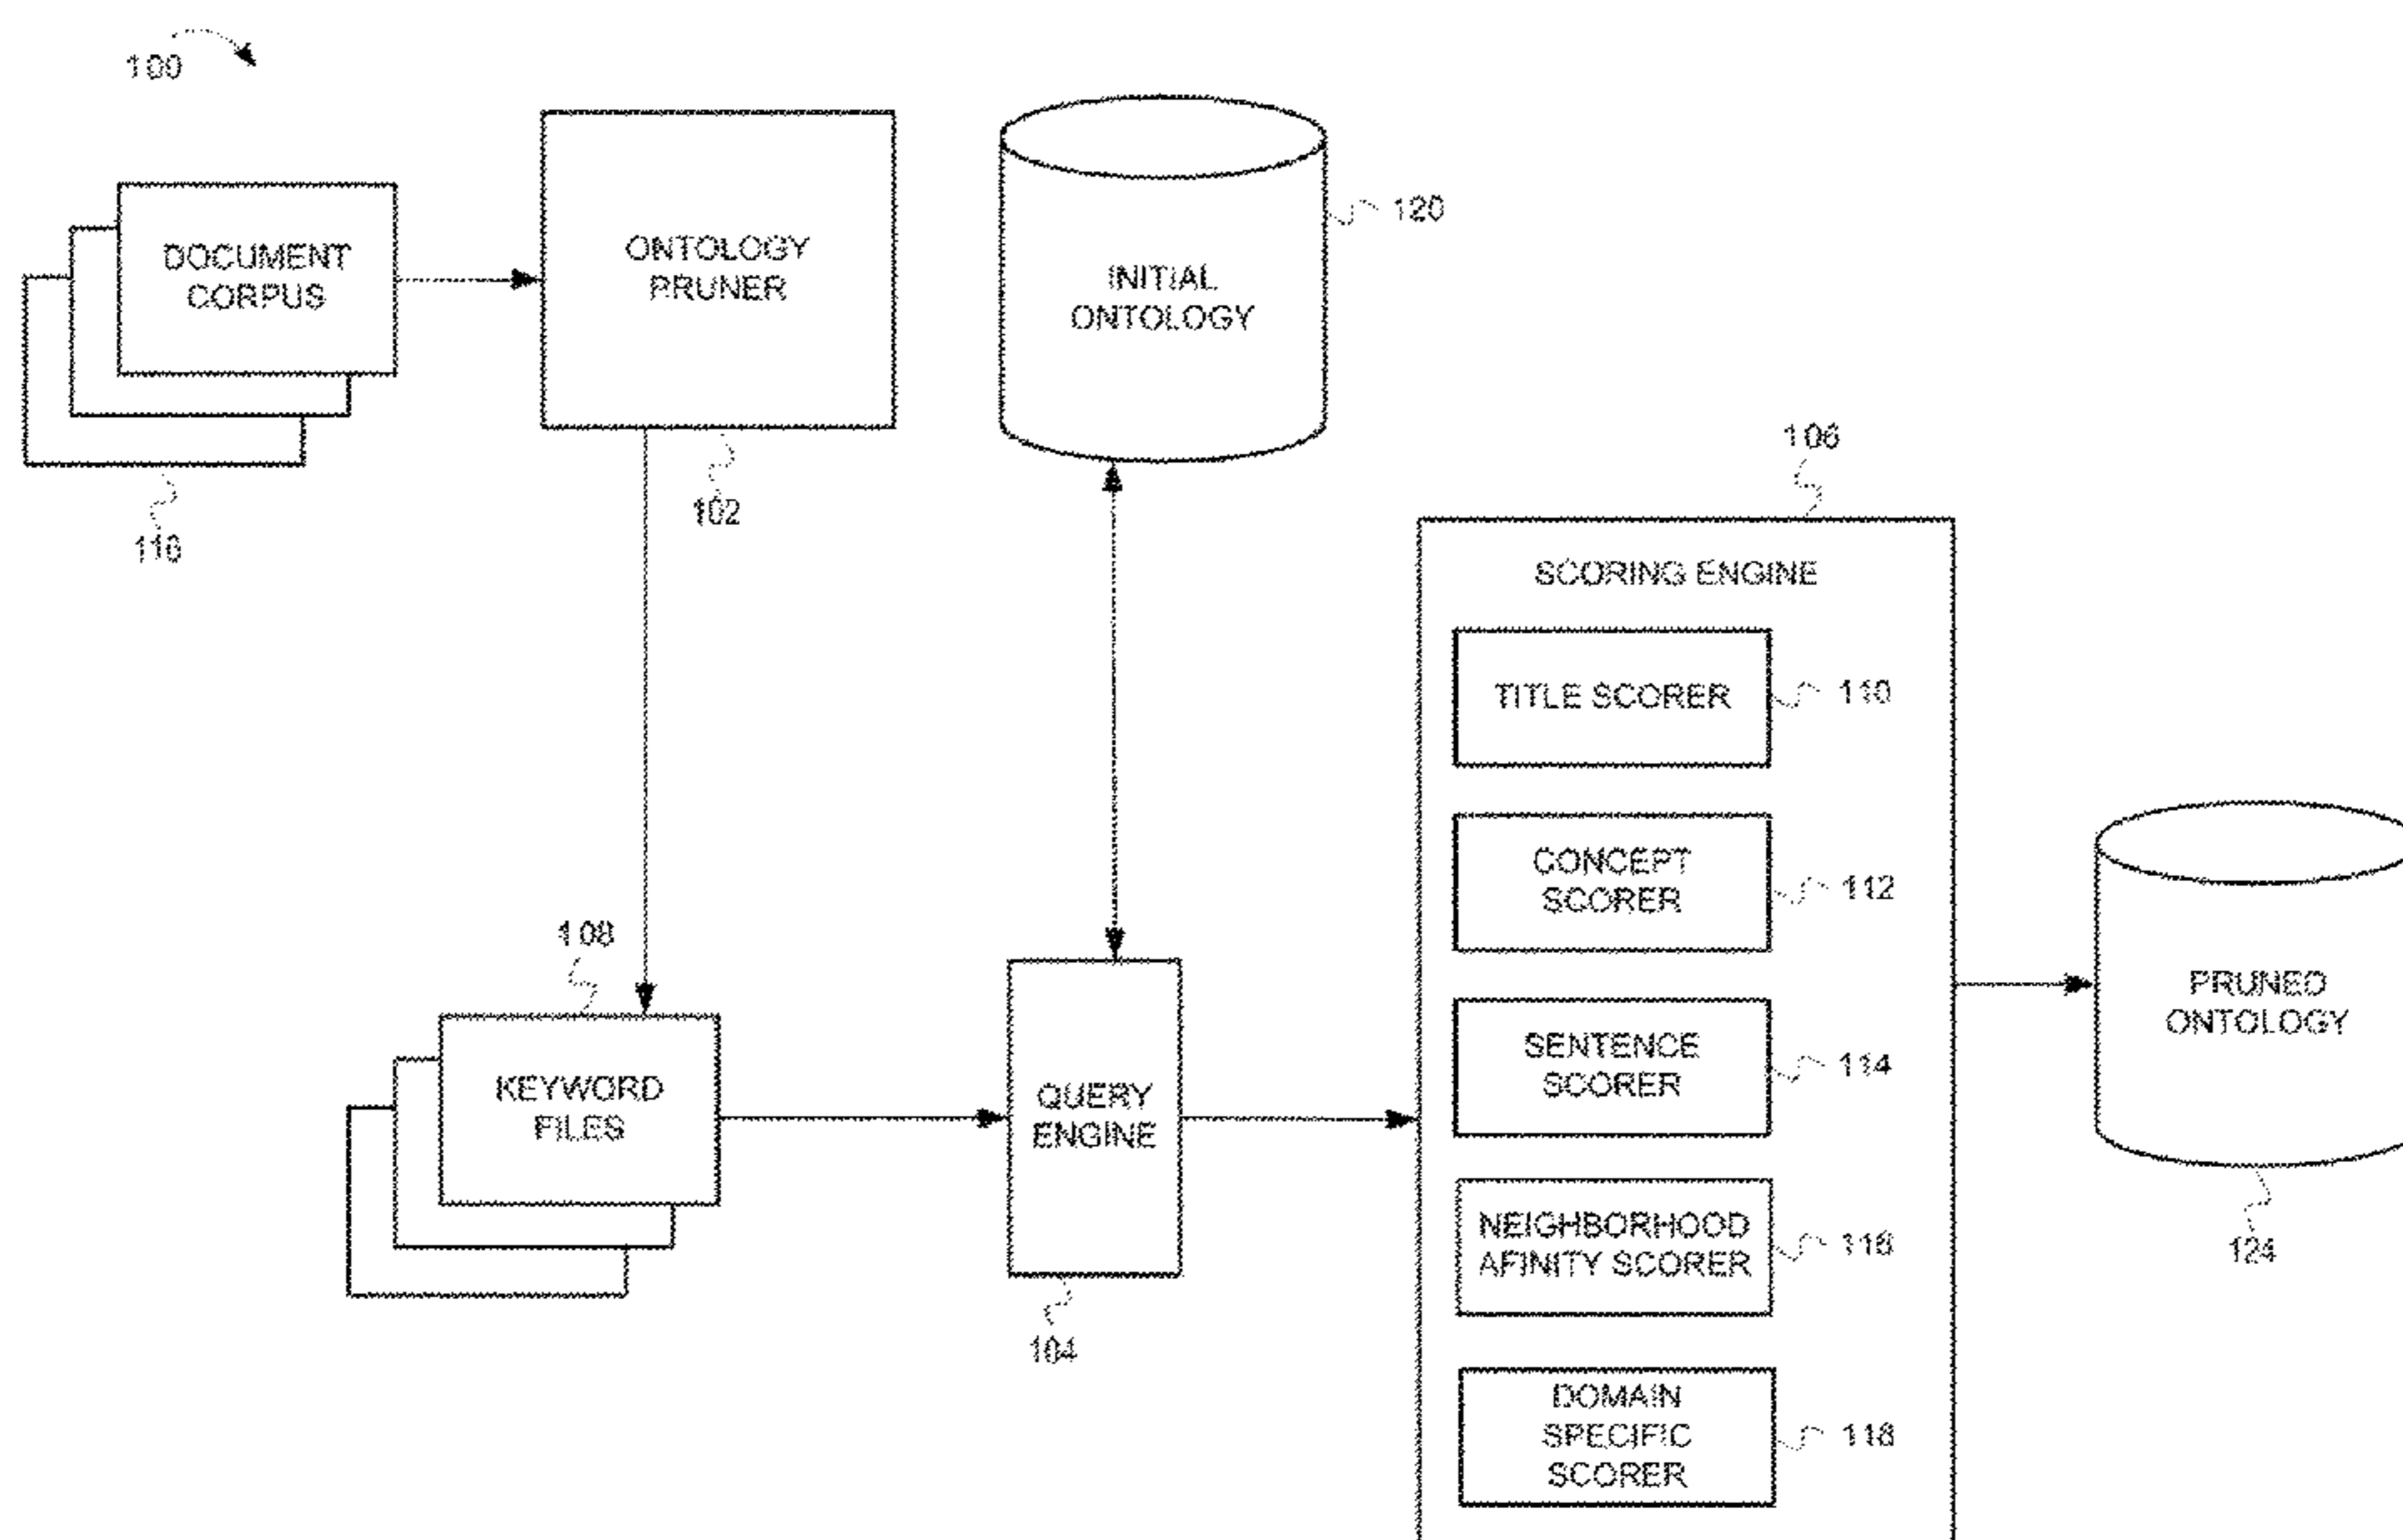 100
DOCUMENT
CORPUS
116
ONTOLOGY
PRUNER
102
INITIAL
ONTOLOGY
120
108
KEYWORD
FILES
QUERY
ENGINE
104
106
SCORING ENGINE
TITLE SCORER
110
CONCEPT
SCORER
112
SENTENCE
SCORER
114
NEIGHBORHOOD
AFINITY SCORER
116
DOMAIN
SPECIFIC
SCORER
118
PRUNED
ONTOLOGY
124